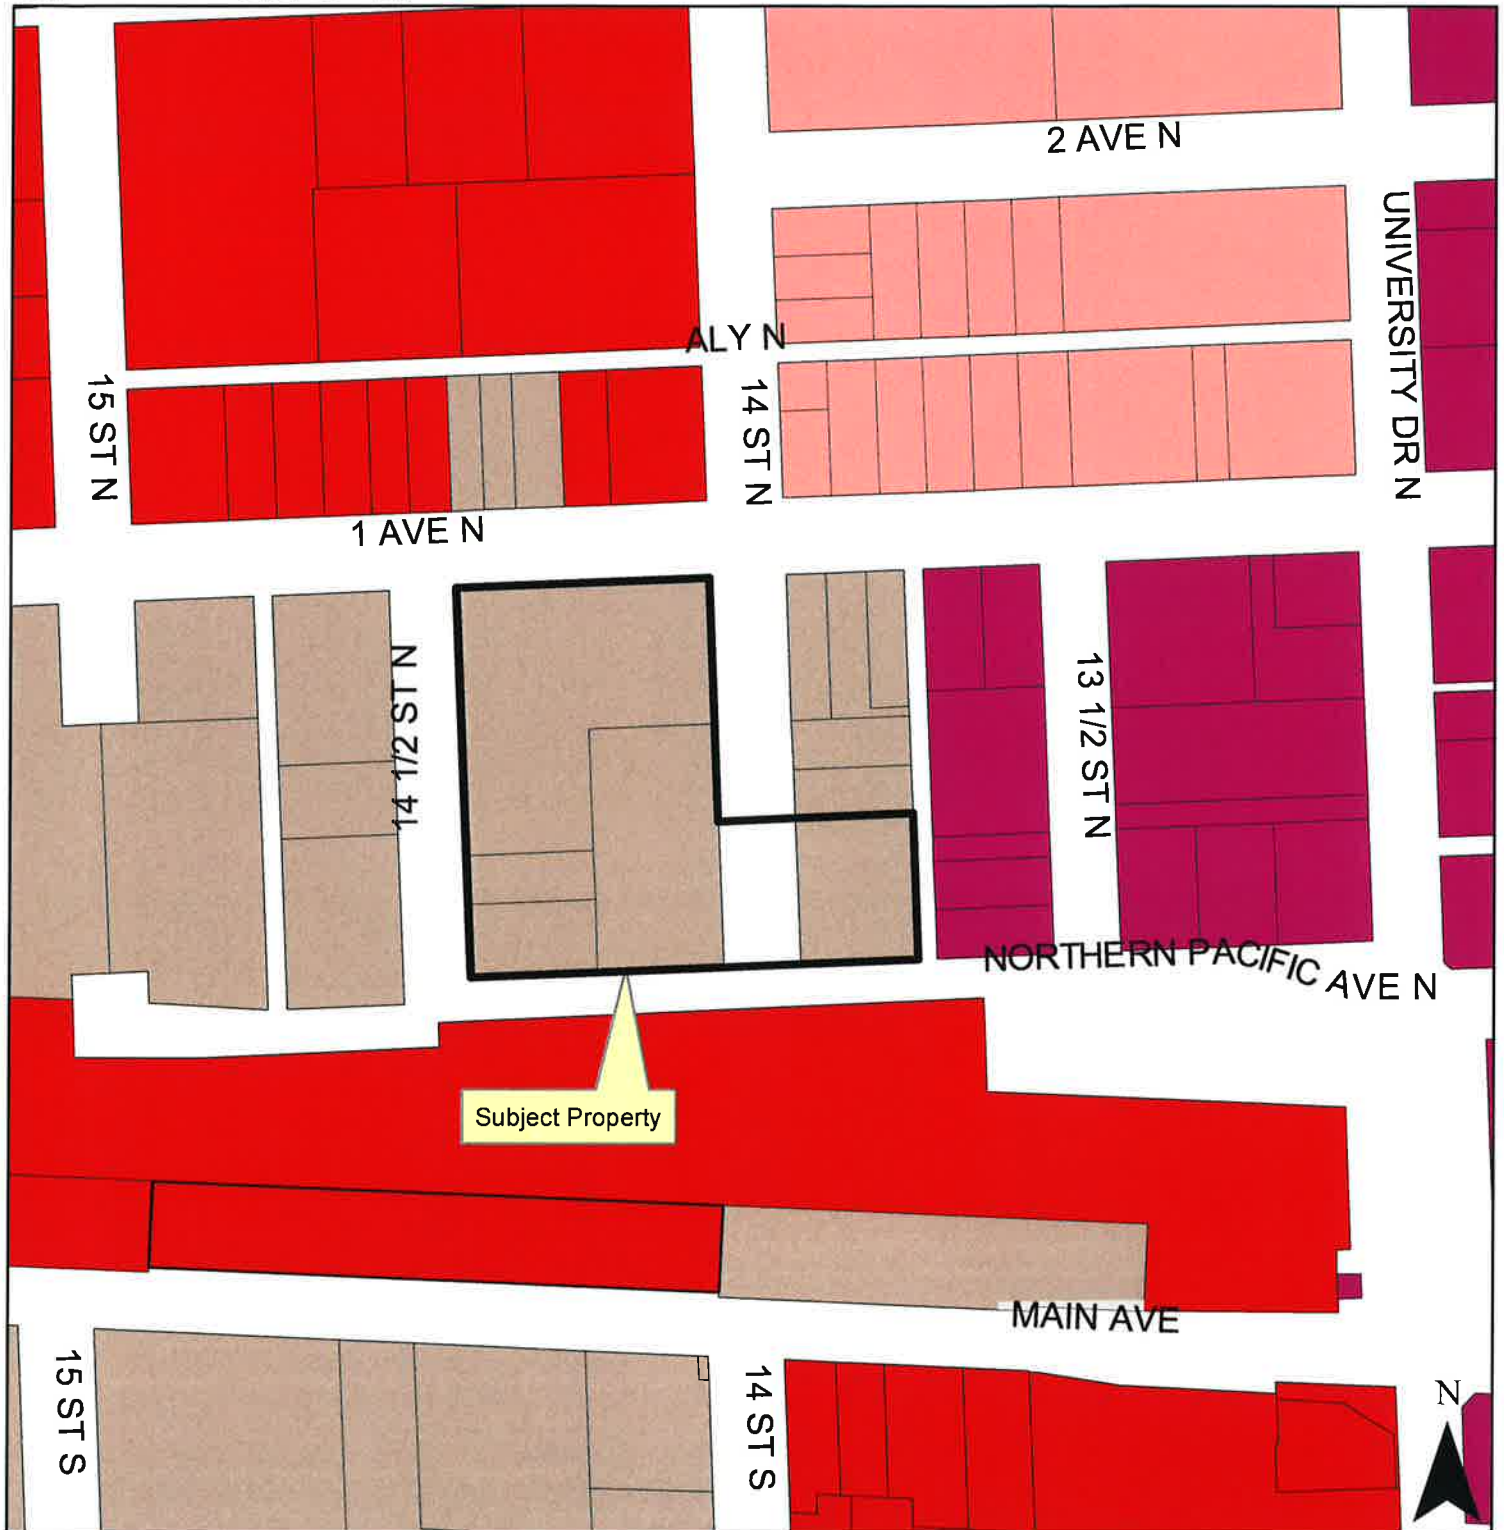 2 AVE N
UNIVERSITY DR N
ALY N
15 ST N
14 ST N
1 AVE N
14 1/2 ST N
13 1/2 ST N
NORTHERN PACIFIC AVE N
Subject Property
MAIN AVE
15 ST S
14 ST S
N